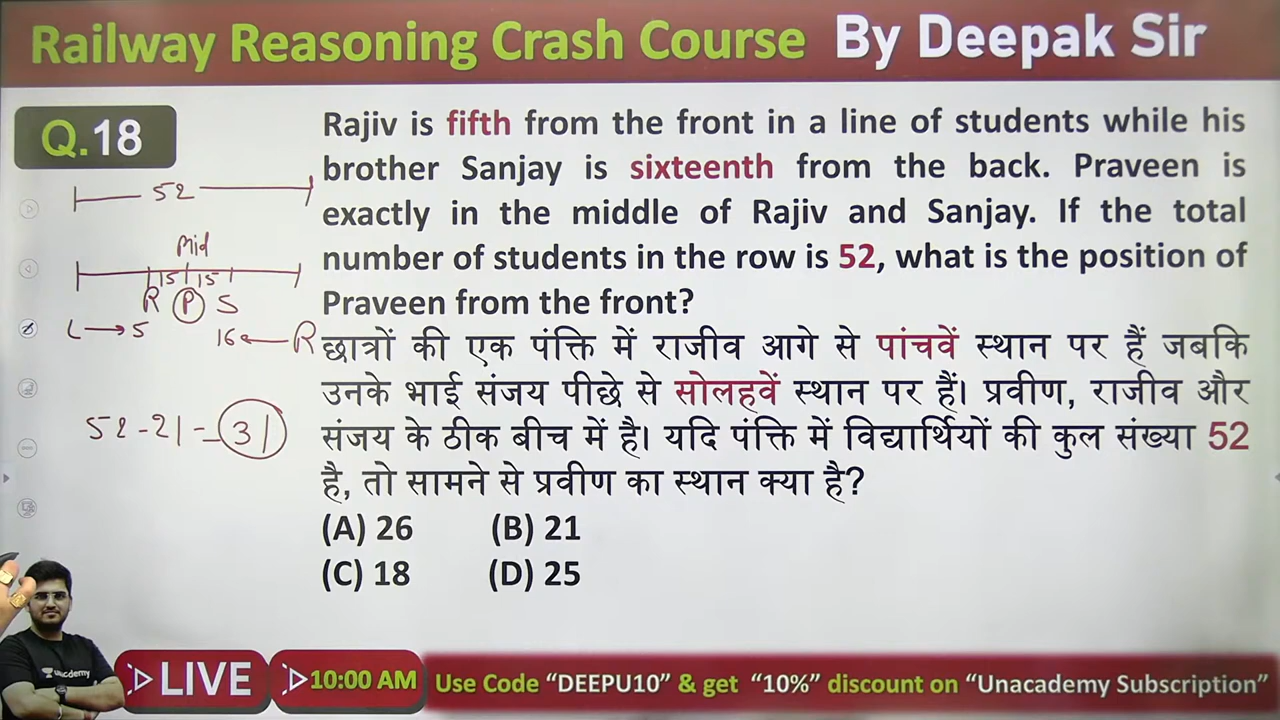 Railway Reasoning Crash Course By Deepak Sir
Q.18
Rajiv is fifth from the front in a line of students while his
brother Sanjay is sixteenth from the back. Praveen is
exactly in the middle of Rajiv and Sanjay. If the total
number of students in the row is 52, what is the position of
Praveen from the front?
छात्रों की एक पंक्ति में राजीव आगे से पांचवें स्थान पर हैं जबकि
उनके भाई संजय पीछे से सोलहवें स्थान पर हैं। प्रवीण, राजीव और
संजय के ठीक बीच में है। यदि पंक्ति में विद्यार्थियों की कुल संख्या 52
है, तो सामने से प्रवीण का स्थान क्या है?
(A) 26 (B) 21
(C) 18 (D) 25
52
Mid
15 15
R P S
L → 5 16 ← R
52-21=31
unacademy
LIVE
10:00 AM
Use Code “DEEPU10” & get “10%” discount on “Unacademy Subscription”